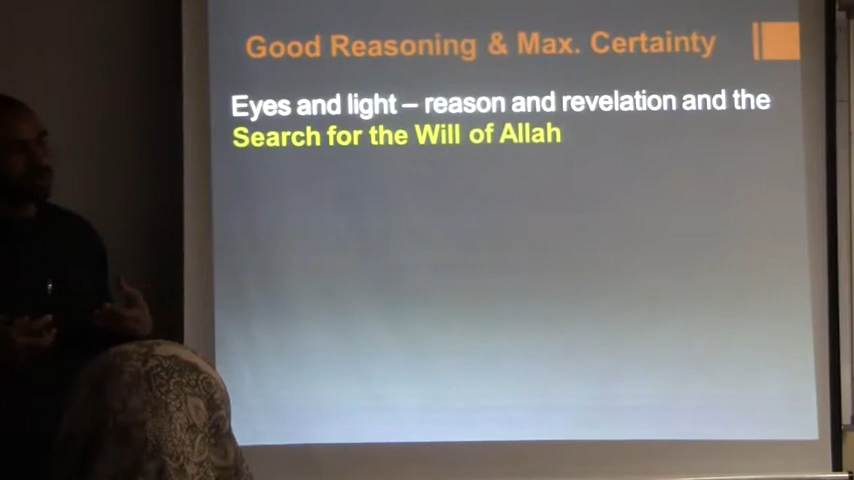 Good Reasoning & Max. Certainty
Eyes and light – reason and revelation and the
Search for the Will of Allah